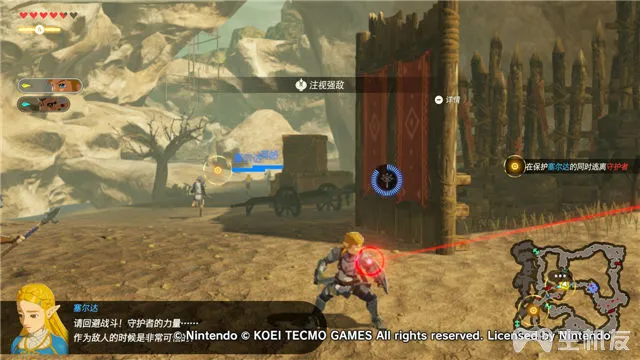 注视强敌
详情
在保护塞尔达的同时逃离守护者
塞尔达
请回避战斗！守护者的力量……
作为敌人的时候是非常可
©Nintendo © KOEI TECMO GAMES All rights reserved. Licensed by Nintendo